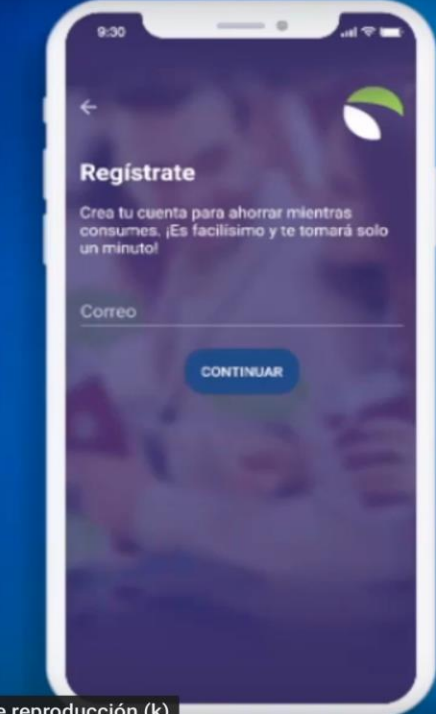 9:30
Regístrate
Crea tu cuenta para ahorrar mientras
consumes. ¡Es facilísimo y te tomará solo
un minuto!
Correo
CONTINUAR
e reproducción (k)